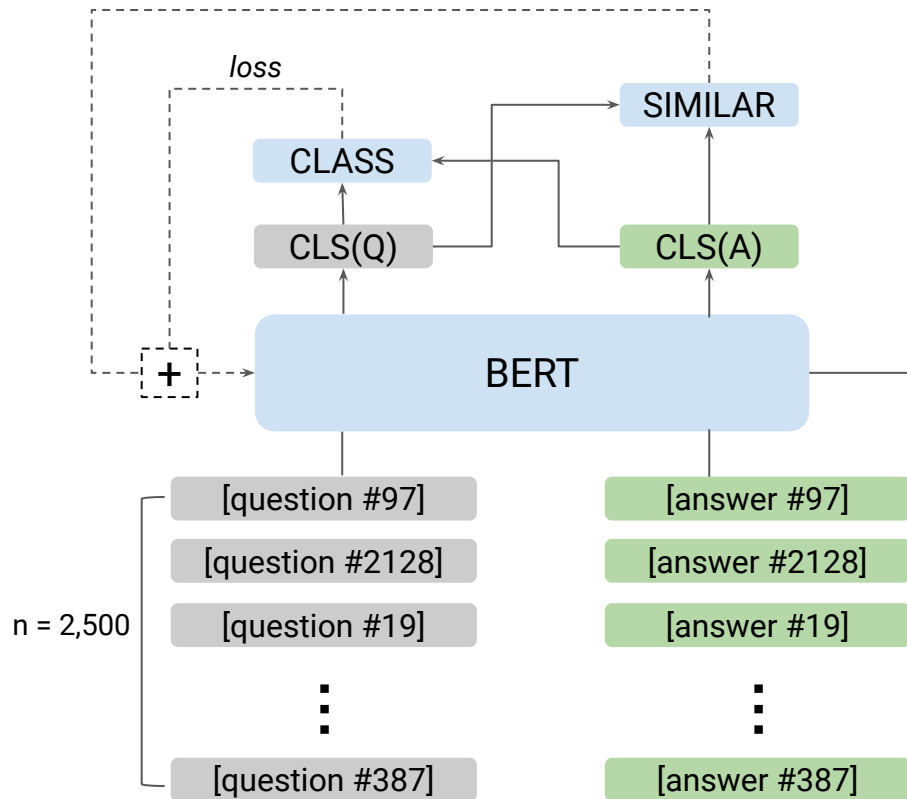 loss
SIMILAR
CLASS
CLS(Q)
CLS(A)
+
BERT
[question #97]
[answer #97]
[question #2128]
[answer #2128]
n = 2,500
[question #19]
[answer #19]
[question #387]
[answer #387]